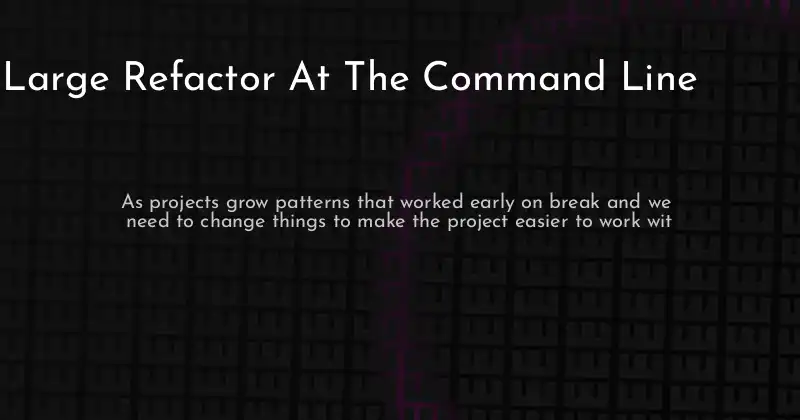 Large Refactor At The Command Line
As projects grow patterns that worked early on break and we
need to change things to make the project easier to work wit